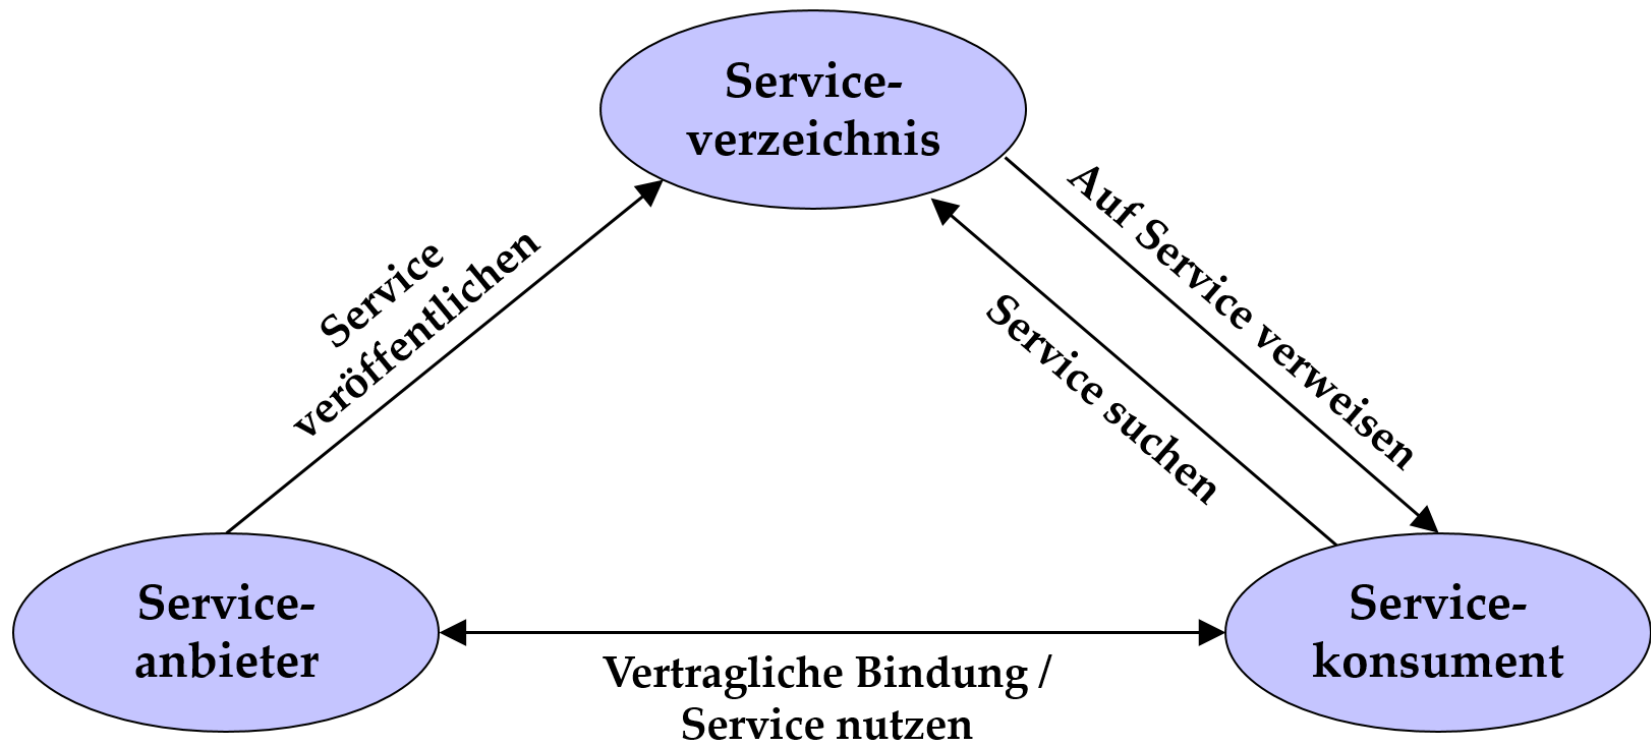 Service-
verzeichnis
Service
veröffentlichen
Auf Service verweisen
Service suchen
Service-
anbieter
Service-
konsument
Vertragliche Bindung /
Service nutzen